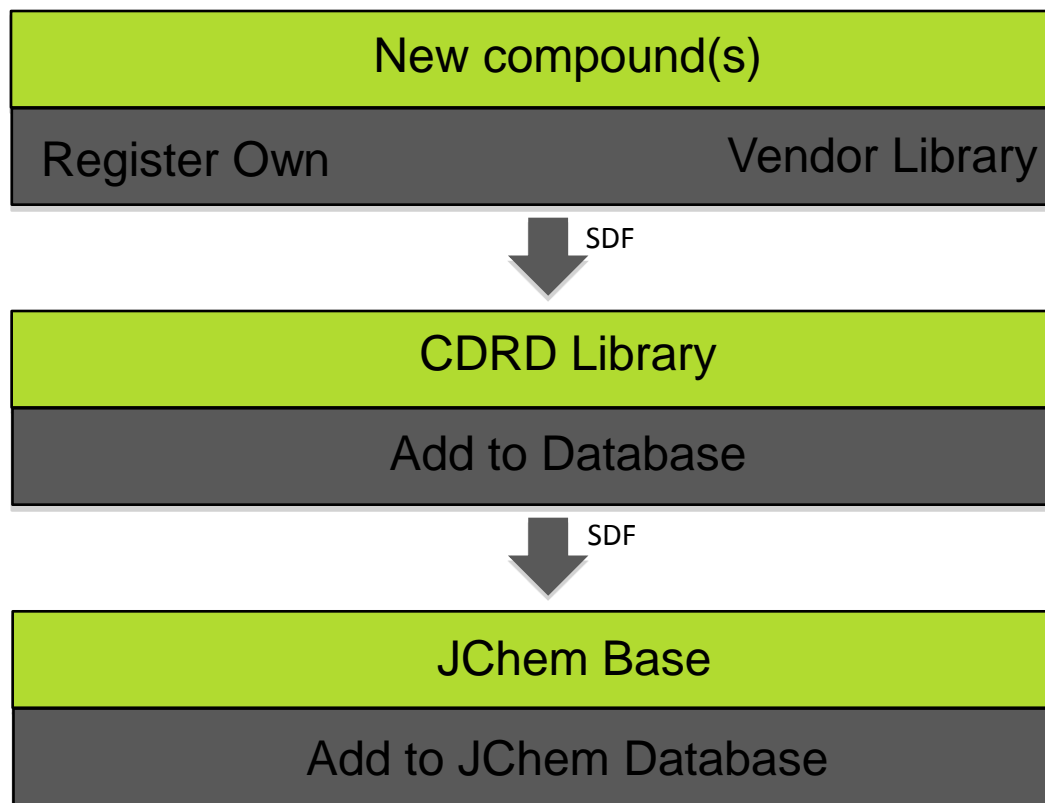 New compound(s)
Register Own
Vendor Library
SDF
CDRD Library
Add to Database
SDF
JChem Base
Add to JChem Database